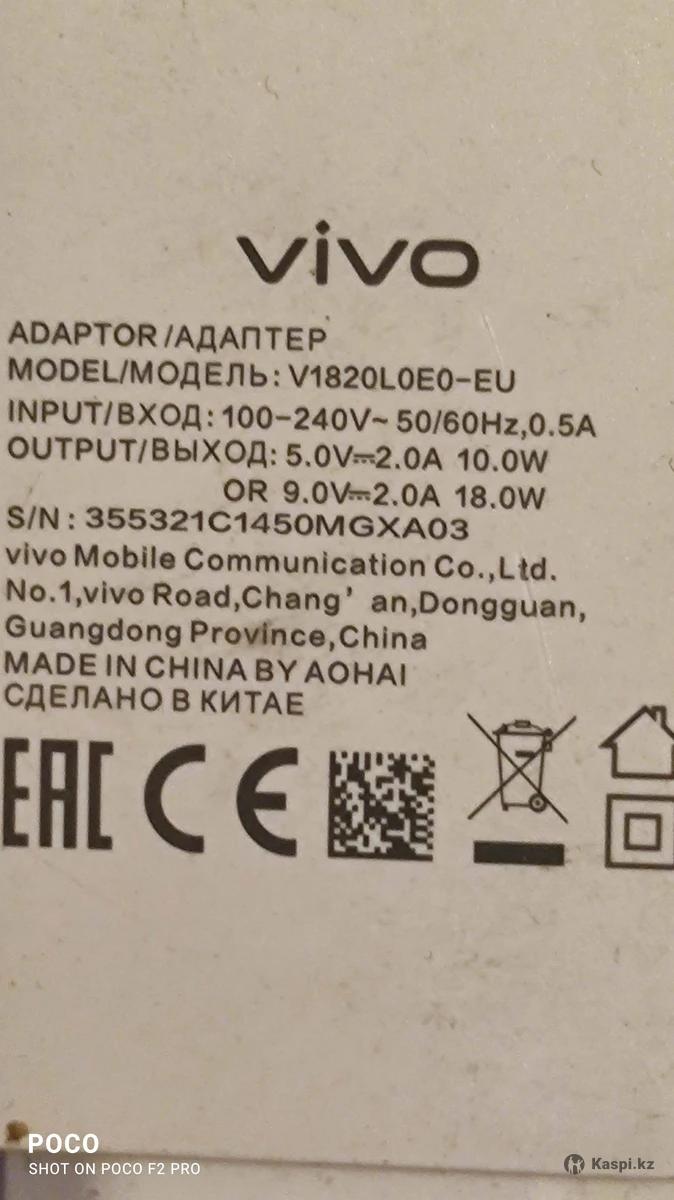 vivo
ADAPTOR/АДАПТЕР
MODEL/МОДЕЛЬ: V1820L0E0-EU
INPUT/ВХОД: 100-240V~ 50/60Hz,0.5A
OUTPUT/ВЫХОД: 5.0V⎓2.0A 10.0W
OR 9.0V⎓2.0A 18.0W
S/N: 355321C1450MGXA03
vivo Mobile Communication Co.,Ltd.
No.1,vivo Road,Chang' an,Dongguan,
Guangdong Province,China
MADE IN CHINA BY AOHAI
СДЕЛАНО В КИТАЕ
EAC CE
POCO
SHOT ON POCO F2 PRO
Kaspi.kz